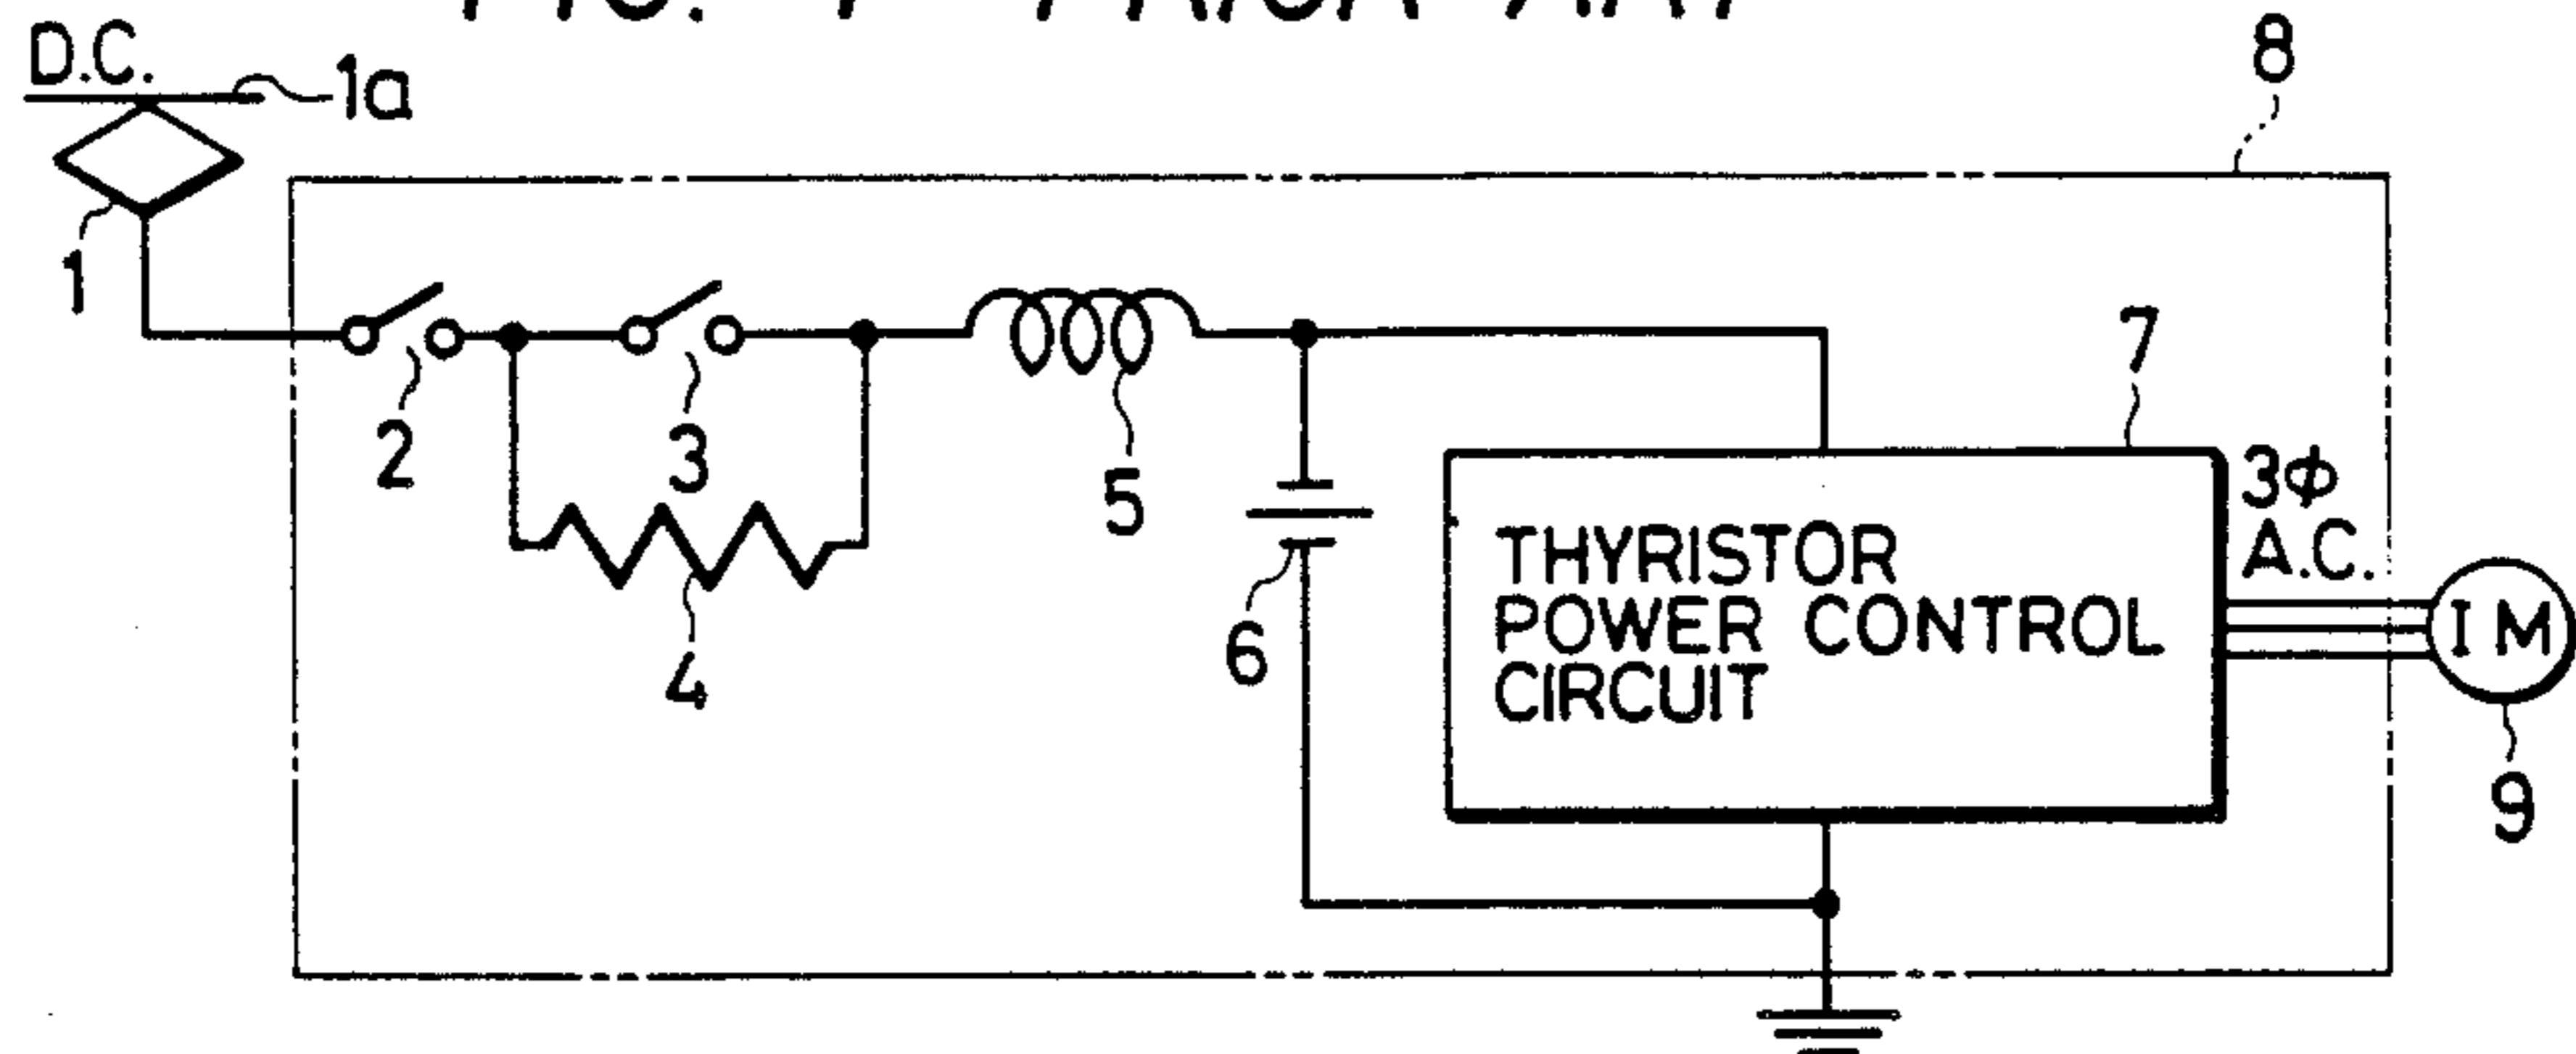 D.C.
1a
8
1
2
3
4
5
6
7
THYRISTOR
POWER CONTROL
CIRCUIT
3φ
A.C.
IM
9